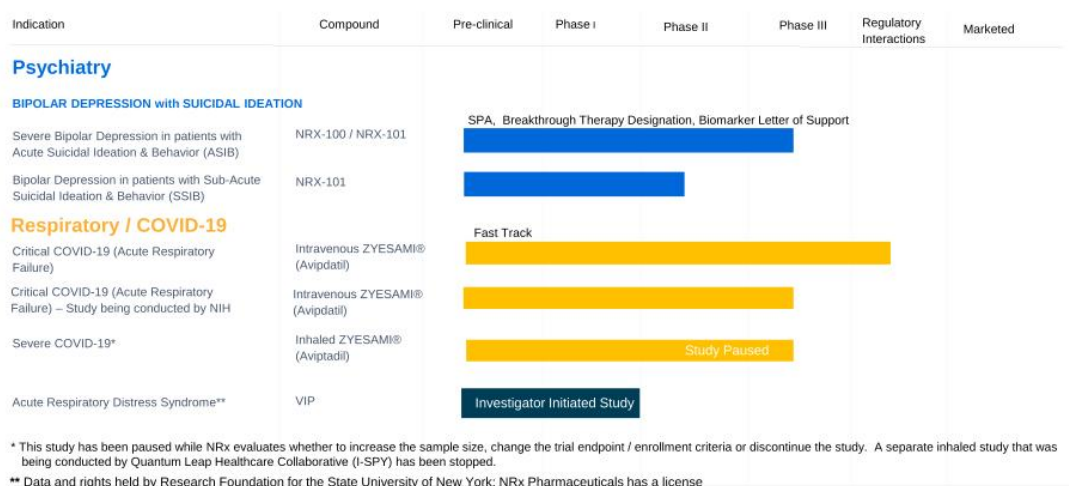 Indication Compound Pre-clinical Phase I Phase II Phase III Regulatory
Interactions Marketed
Psychiatry
BIPOLAR DEPRESSION with SUICIDAL IDEATION
SPA, Breakthrough Therapy Designation, Biomarker Letter of Support
Severe Bipolar Depression in patients with
Acute Suicidal Ideation & Behavior (ASIB)
NRX-100 / NRX-101
Bipolar Depression in patients with Sub-Acute
Suicidal Ideation & Behavior (SSIB)
NRX-101
Respiratory / COVID-19
Fast Track
Critical COVID-19 (Acute Respiratory
Failure)
Intravenous ZYESAMI®
(Avipdatil)
Critical COVID-19 (Acute Respiratory
Failure) – Study being conducted by NIH
Intravenous ZYESAMI®
(Avipdatil)
Severe COVID-19*
Inhaled ZYESAMI®
(Aviptadil)
Study Paused
Acute Respiratory Distress Syndrome**
VIP
Investigator Initiated Study
* This study has been paused while NRx evaluates whether to increase the sample size, change the trial endpoint / enrollment criteria or discontinue the study. A separate inhaled study that was
being conducted by Quantum Leap Healthcare Collaborative (I-SPY) has been stopped.
** Data and rights held by Research Foundation for the State University of New York; NRx Pharmaceuticals has a license